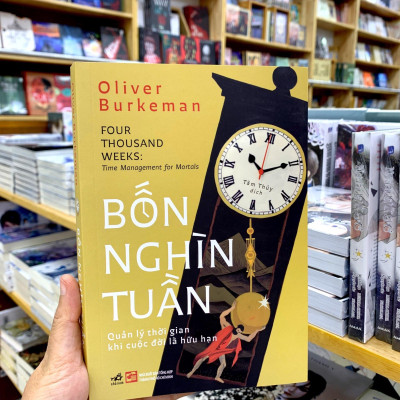 Oliver
Burkeman
FOUR
THOUSAND
WEEKS:
Time Management for Mortals
Tâm Thủy
dịch
BỐN
NGHÌN
TUẦN
Quản lý thời gian
khi cuộc đời là hữu hạn